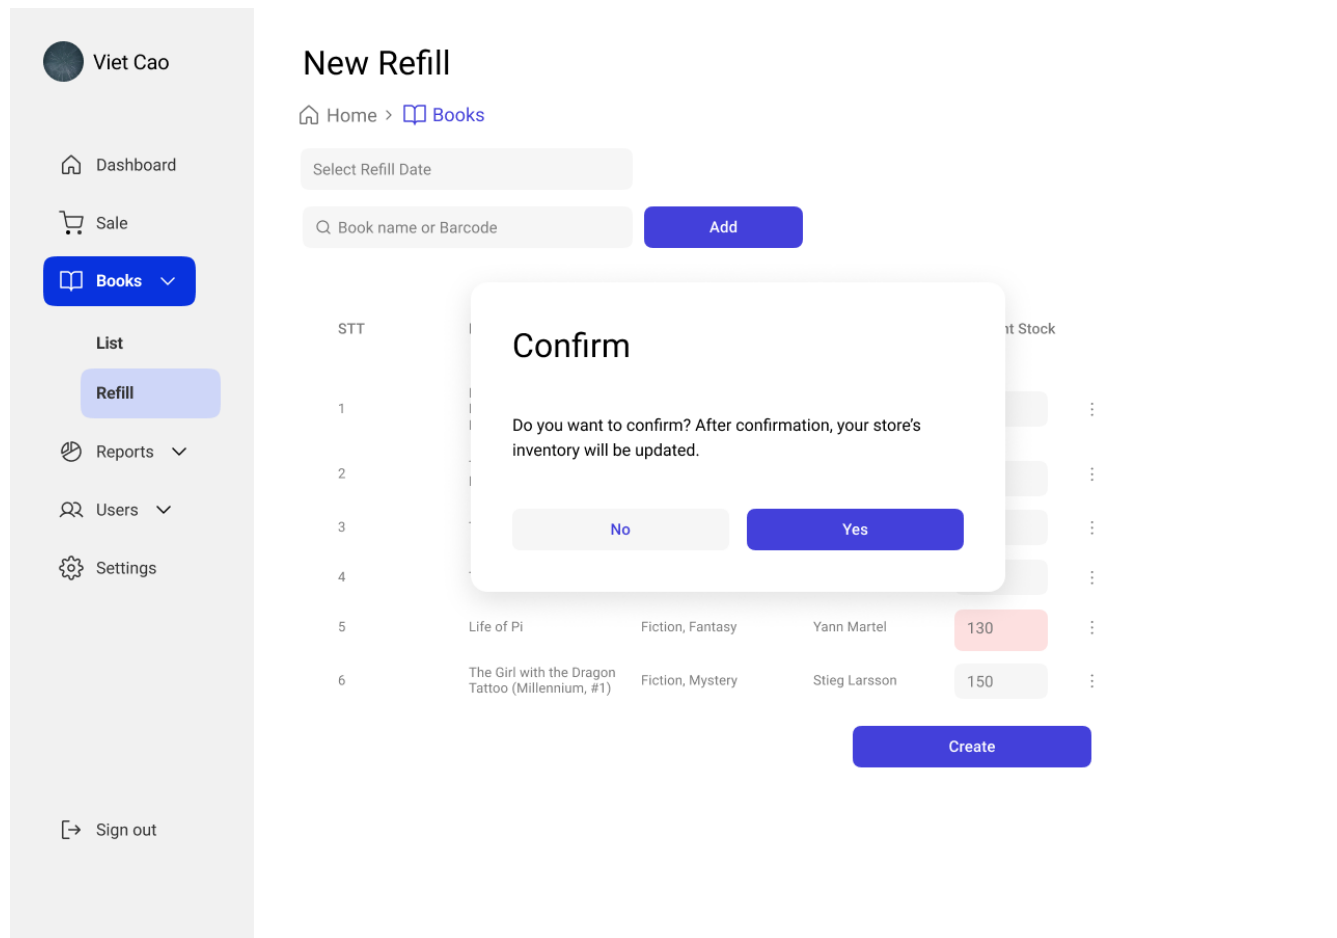 Viet Cao
Dashboard
Sale
Books
List
Refill
Reports
Users
Settings
Sign out
New Refill
Home > Books
Select Refill Date
Book name or Barcode
Add
STT
Stock
1
2
3
4
Confirm
Do you want to confirm? After confirmation, your store's
inventory will be updated.
No
Yes
5 Life of Pi Fiction, Fantasy Yann Martel 130
6 The Girl with the Dragon Tattoo (Millennium, #1) Fiction, Mystery Stieg Larsson 150
Create